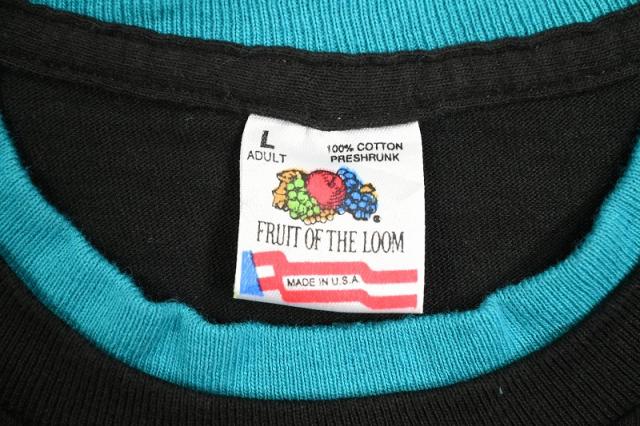 L
ADULT
100% COTTON
PRESHRUNK
FRUIT OF THE LOOM
MADE IN U.S.A